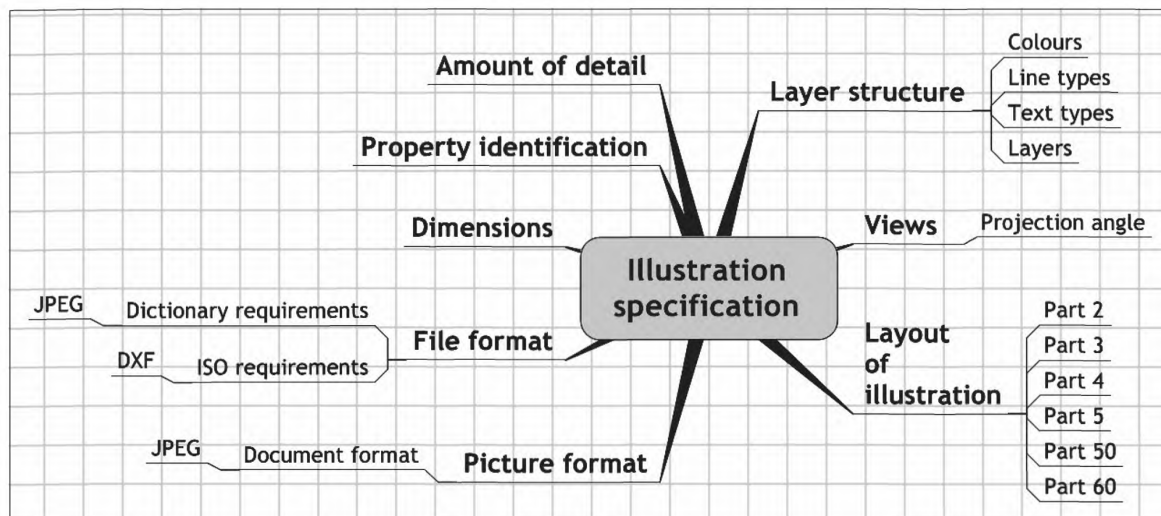 Amount of detail
Property identification
Dimensions
File format
Dictionary requirements
JPEG
ISO requirements
DXF
Picture format
Document format
JPEG
Illustration
specification
Layer structure
Colours
Line types
Text types
Layers
Views
Projection angle
Layout
of
illustration
Part 2
Part 3
Part 4
Part 5
Part 50
Part 60